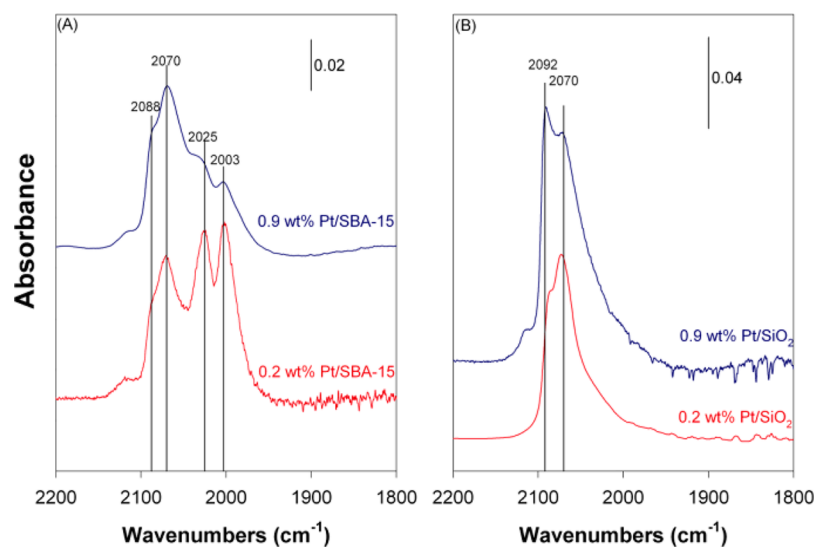 (A)
2070
2088
2025
2003
0.02
0.9 wt% Pt/SBA-15
0.2 wt% Pt/SBA-15
Absorbance
2200 2100 2000 1900 1800
Wavenumbers (cm⁻¹)
(B)
2092
2070
0.04
0.9 wt% Pt/SiO₂
0.2 wt% Pt/SiO₂
2200 2100 2000 1900 1800
Wavenumbers (cm⁻¹)